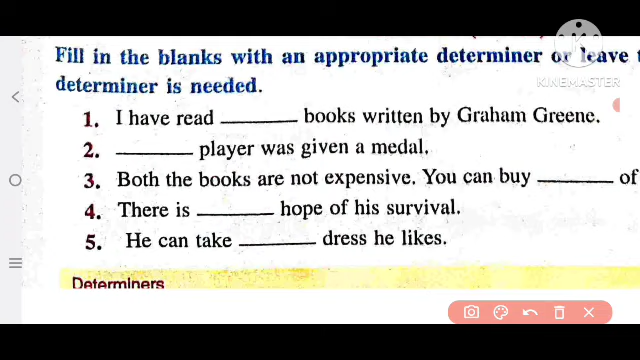 Fill in the blanks with an appropriate determiner or leave
determiner is needed.
KINEMASTER
1. I have read ________ books written by Graham Greene.
2. ________ player was given a medal.
3. Both the books are not expensive. You can buy ________ of
4. There is ________ hope of his survival.
5. He can take ________ dress he likes.
Determiners